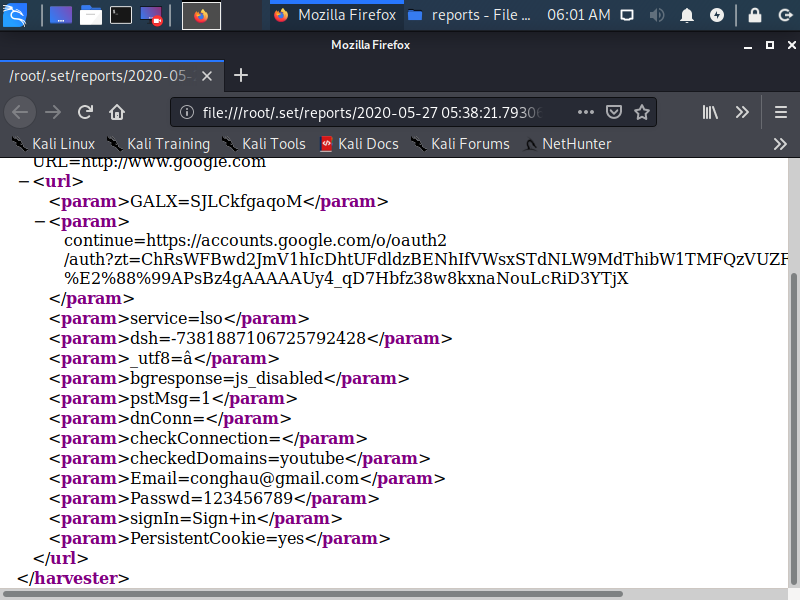 Mozilla Firefox
reports - File ...
06:01 AM
Mozilla Firefox
/root/.set/reports/2020-05-
file:///root/.set/reports/2020-05-27 05:38:21.79306
Kali Linux
Kali Training
Kali Tools
Kali Docs
Kali Forums
NetHunter
URL=http://www.google.com
−<url>
<param>GALX=SJLCkfgaqoM</param>
−<param>
continue=https://accounts.google.com/o/oauth2
/auth?zt=ChRsWFBwd2JmV1hIcDhtUFdldzBENhIfVWsxSTdNLW9MdThibW1TMFQzVUZF
%E2%88%99APsBz4gAAAAAUy4_qD7Hbfz38w8kxnaNouLcRiD3YTjX
</param>
<param>service=lso</param>
<param>dsh=-7381887106725792428</param>
<param>_utf8=â</param>
<param>bgresponse=js_disabled</param>
<param>pstMsg=1</param>
<param>dnConn=</param>
<param>checkConnection=</param>
<param>checkedDomains=youtube</param>
<param>Email=conghau@gmail.com</param>
<param>Passwd=123456789</param>
<param>signIn=Sign+in</param>
<param>PersistentCookie=yes</param>
</url>
</harvester>